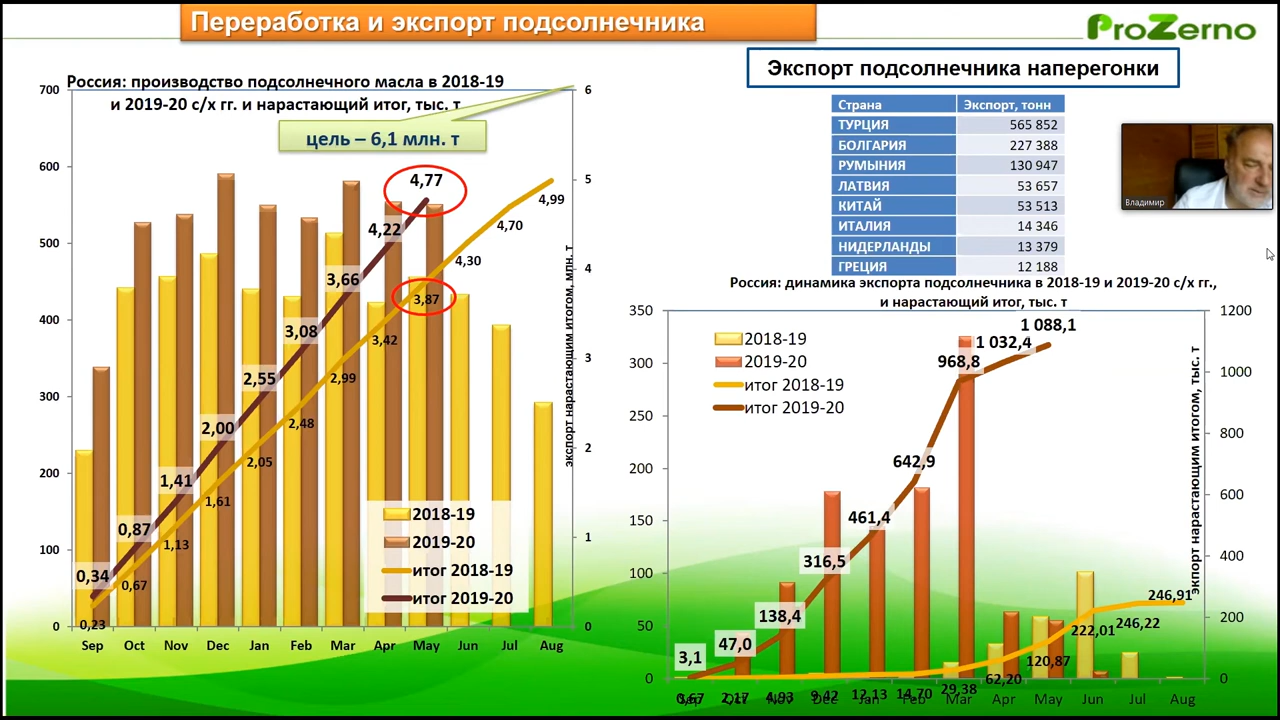 Переработка и экспорт подсолнечника
ProZerno
Экспорт подсолнечника наперегонки
Россия: производство подсолнечного масла в 2018-19
и 2019-20 с/х гг. и нарастающий итог, тыс. т
цель – 6,1 млн. т
700
600
500
400
300
200
100
0
6
5
4
3
2
1
0
экспорт нарастающим итогом, млн. т
0,34
0,87
1,41
2,00
2,55
3,08
3,66
4,22
4,77
0,23
0,67
1,13
1,61
2,05
2,48
2,99
3,42
3,87
4,30
4,70
4,99
2018-19
2019-20
итог 2018-19
итог 2019-20
Sep Oct Nov Dec Jan Feb Mar Apr May Jun Jul Aug
Страна Экспорт, тонн
ТУРЦИЯ 565 852
БОЛГАРИЯ 227 388
РУМЫНИЯ 130 947
ЛАТВИЯ 53 657
КИТАЙ 53 513
ИТАЛИЯ 14 346
НИДЕРЛАНДЫ 13 379
ГРЕЦИЯ 12 188
Владимир
Россия: динамика экспорта подсолнечника в 2018-19 и 2019-20 с/х гг.,
и нарастающий итог, тыс. т
350
300
250
200
150
100
50
0
1200
1000
800
600
400
200
0
экпорт нарастающим итогом, тыс. т
2018-19
2019-20
итог 2018-19
итог 2019-20
3,1
47,0
138,4
316,5
461,4
642,9
968,8
1 032,4
1 088,1
0,67
2,17
4,93
9,42
12,13
14,70
29,38
62,20
120,87
222,01
246,22
246,91
Sep Oct Nov Dec Jan Feb Mar Apr May Jun Jul Aug